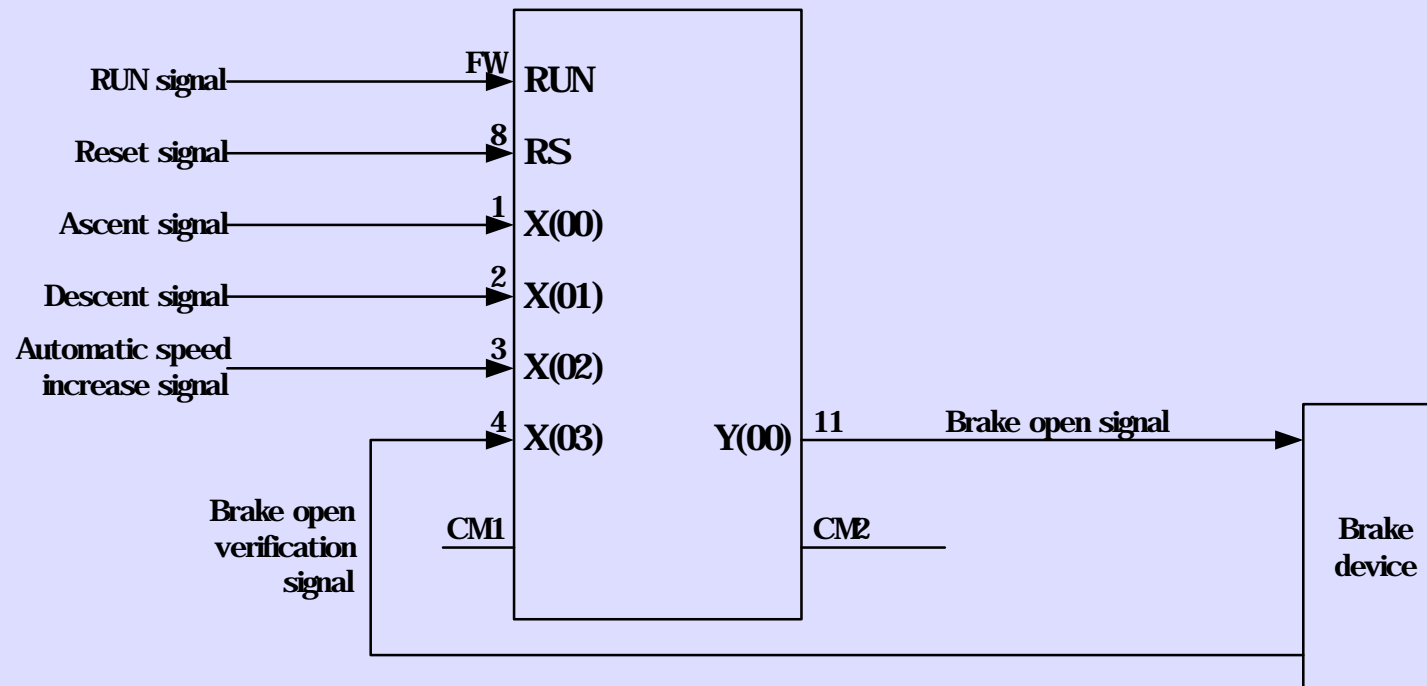 FW
RUN signal
RUN
8
Reset signal
RS
1
Ascent signal
X(00)
2
Descent signal
X(01)
Automatic speed
increase signal
3
X(02)
4
X(03)
Y(00)
11
Brake open signal
Brake open
verification
signal
CM1
CM2
Brake
device